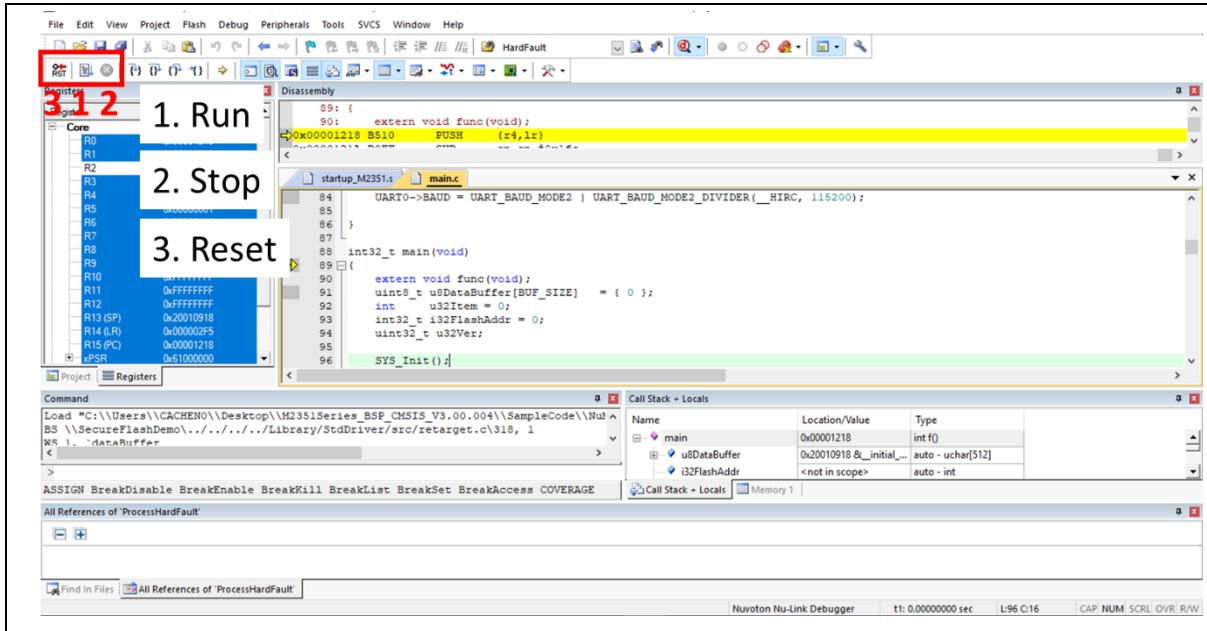 File Edit View Project Flash Debug Peripherals Tools SVCS Window Help
HardFault
RST
3 1 2
Registers
Disassembly
1. Run
2. Stop
3. Reset
Core
R0
R1
R2
R3
R4
R5
R6
R7
R8
R9
R10
R11 0xFFFFFFFF
R12 0xFFFFFFFF
R13 (SP) 0x20010918
R14 (LR) 0x000002F5
R15 (PC) 0x00001218
xPSR 0x61000000
Project Registers
89: {
90: extern void func(void);
0x00001218 B510 PUSH {r4,lr}
startup_M2351.s main.c
84 UART0->BAUD = UART_BAUD_MODE2 | UART_BAUD_MODE2_DIVIDER(__HIRC, 115200);
85
86 }
87
88 int32_t main(void)
89 {
90 extern void func(void);
91 uint8_t u8DataBuffer[BUF_SIZE] = { 0 };
92 int u32Item = 0;
93 int32_t i32FlashAddr = 0;
94 uint32_t u32Ver;
95
96 SYS_Init();
Command
Load "C:\\Users\\CACHEN0\\Desktop\\M2351Series_BSP_CMSIS_V3.00.004\\SampleCode\\Nu
BS \\SecureFlashDemo\../../../../Library/StdDriver/src/retarget.c\318, 1
WS 1, `dataBuffer
>
ASSIGN BreakDisable BreakEnable BreakKill BreakList BreakSet BreakAccess COVERAGE
Call Stack + Locals
Name Location/Value Type
main 0x00001218 int f()
u8DataBuffer 0x20010918 &__initial_... auto - uchar[512]
i32FlashAddr <not in scope> auto - int
Call Stack + Locals Memory 1
All References of 'ProcessHardFault'
Find In Files All References of 'ProcessHardFault'
Nuvoton Nu-Link Debugger t1: 0.00000000 sec L:96 C:16 CAP NUM SCRL OVR R/W